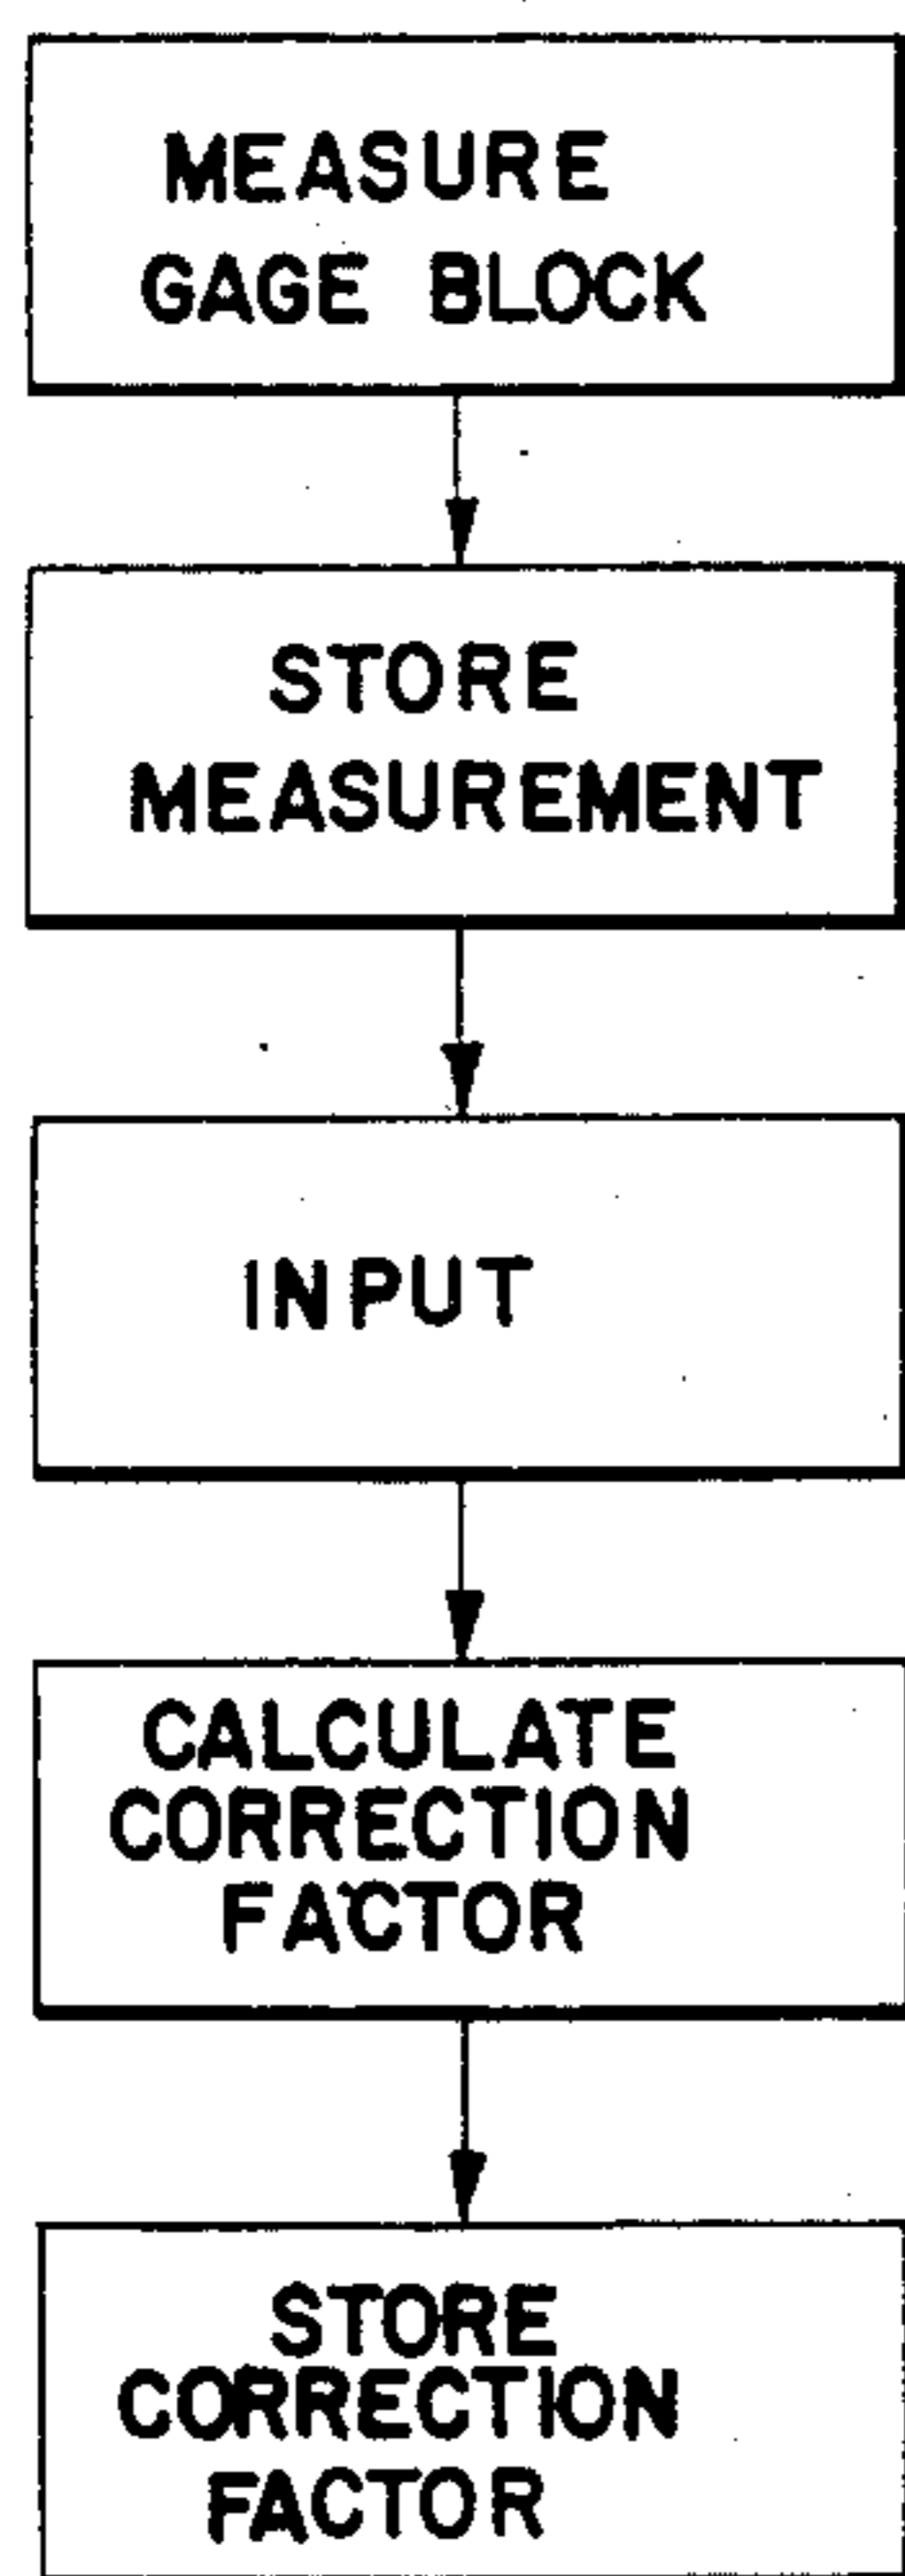 MEASURE
GAGE BLOCK
STORE
MEASUREMENT
INPUT
CALCULATE
CORRECTION
FACTOR
STORE
CORRECTION
FACTOR